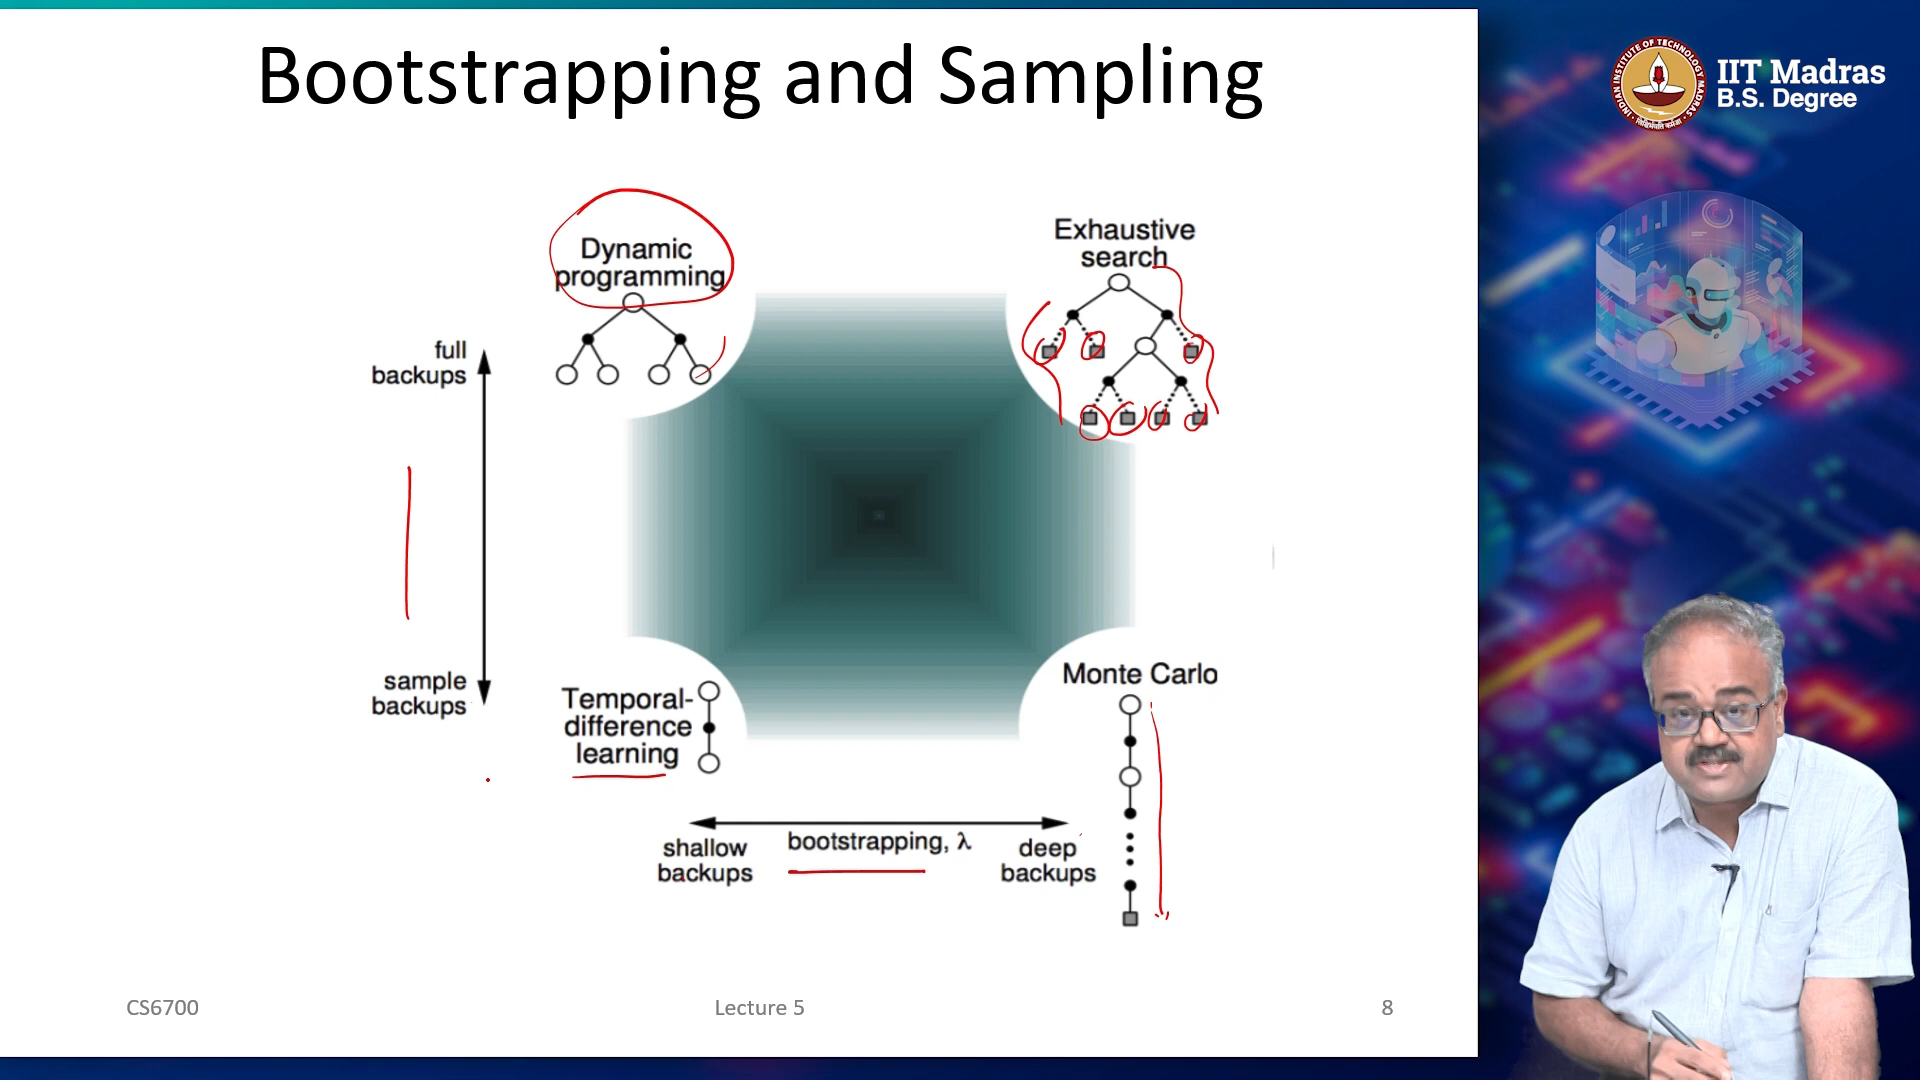 Bootstrapping and Sampling
IIT Madras
B.S. Degree
Dynamic
programming
Exhaustive
search
full
backups
sample
backups
Temporal-
difference
learning
Monte Carlo
bootstrapping, λ
shallow
backups
deep
backups
CS6700
Lecture 5
8